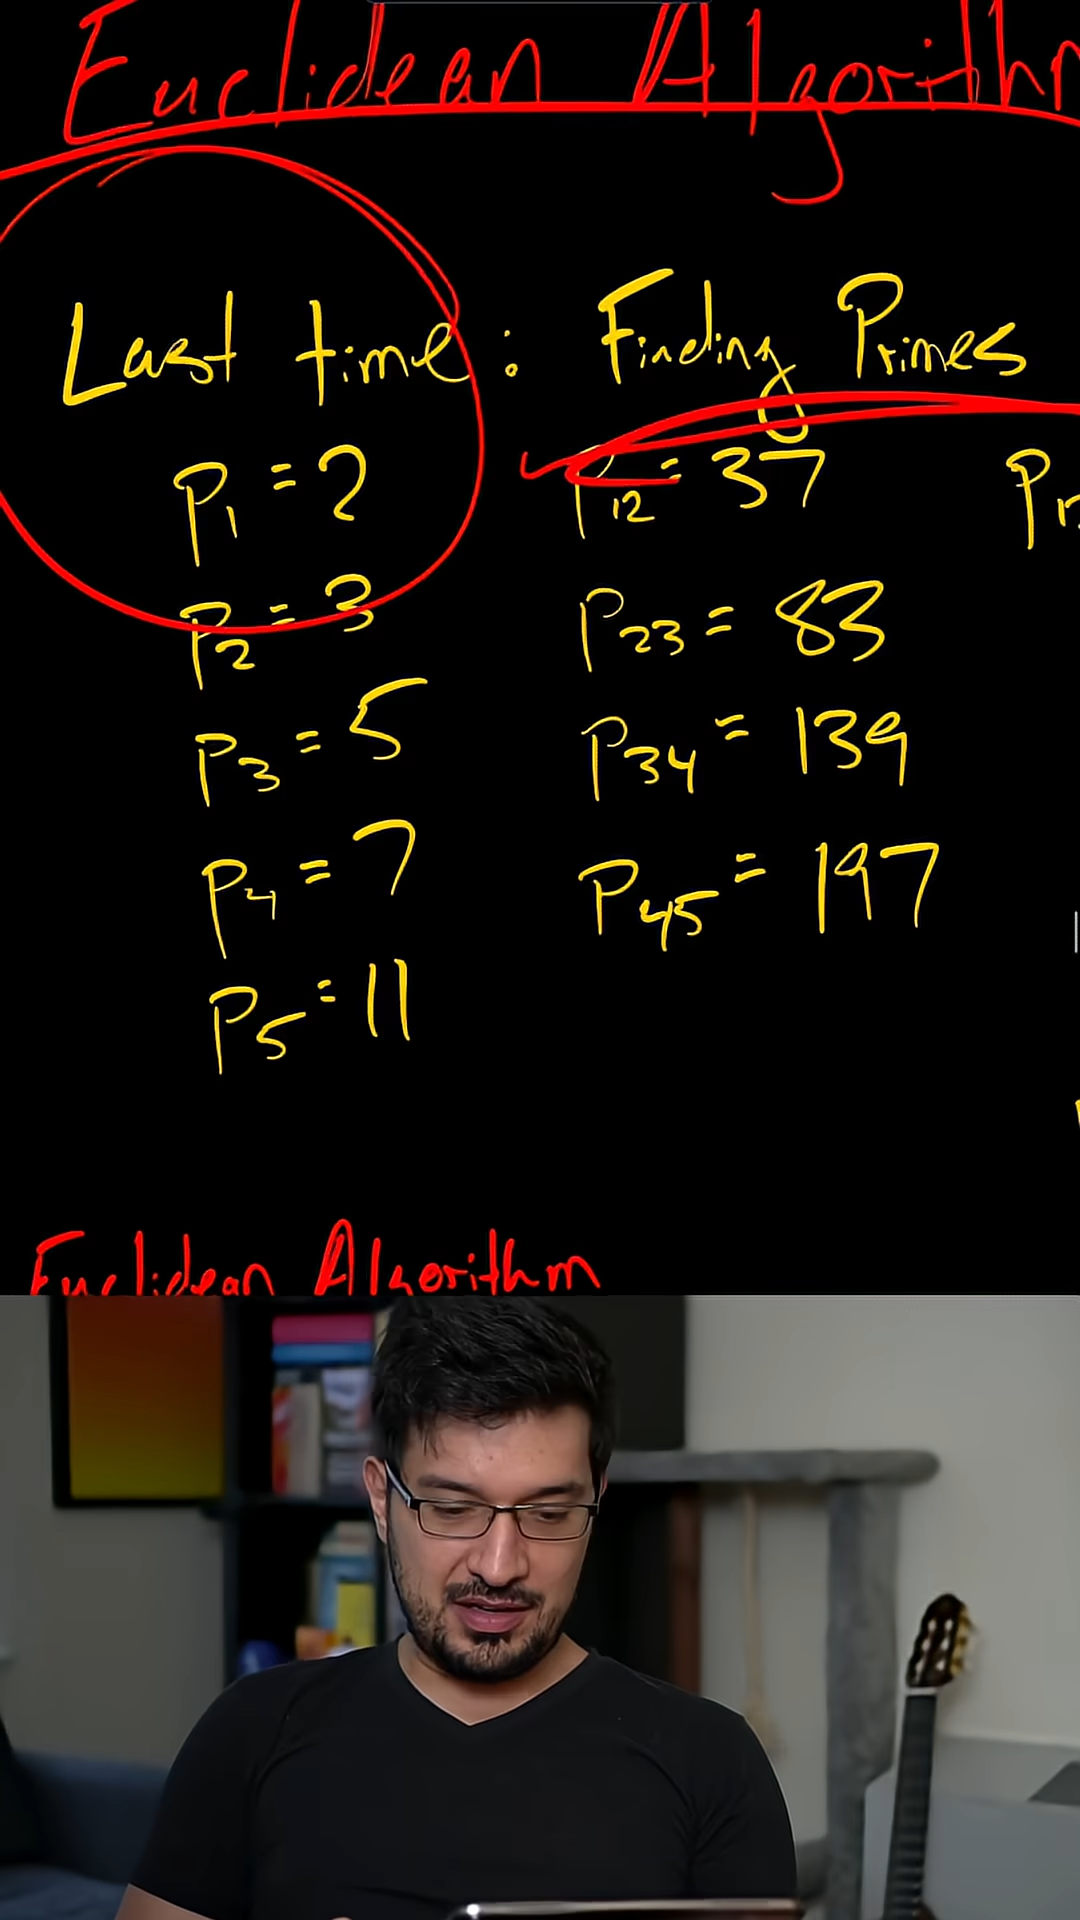 Euclidean Algorith
Last time: Finding Primes
P₁ = 2
P₂ = 3
P₃ = 5
P₄ = 7
P₅ = 11
P₁₂ = 37
P₂₃ = 83
P₃₄ = 139
P₄₅ = 197
Euclidean Algorithm